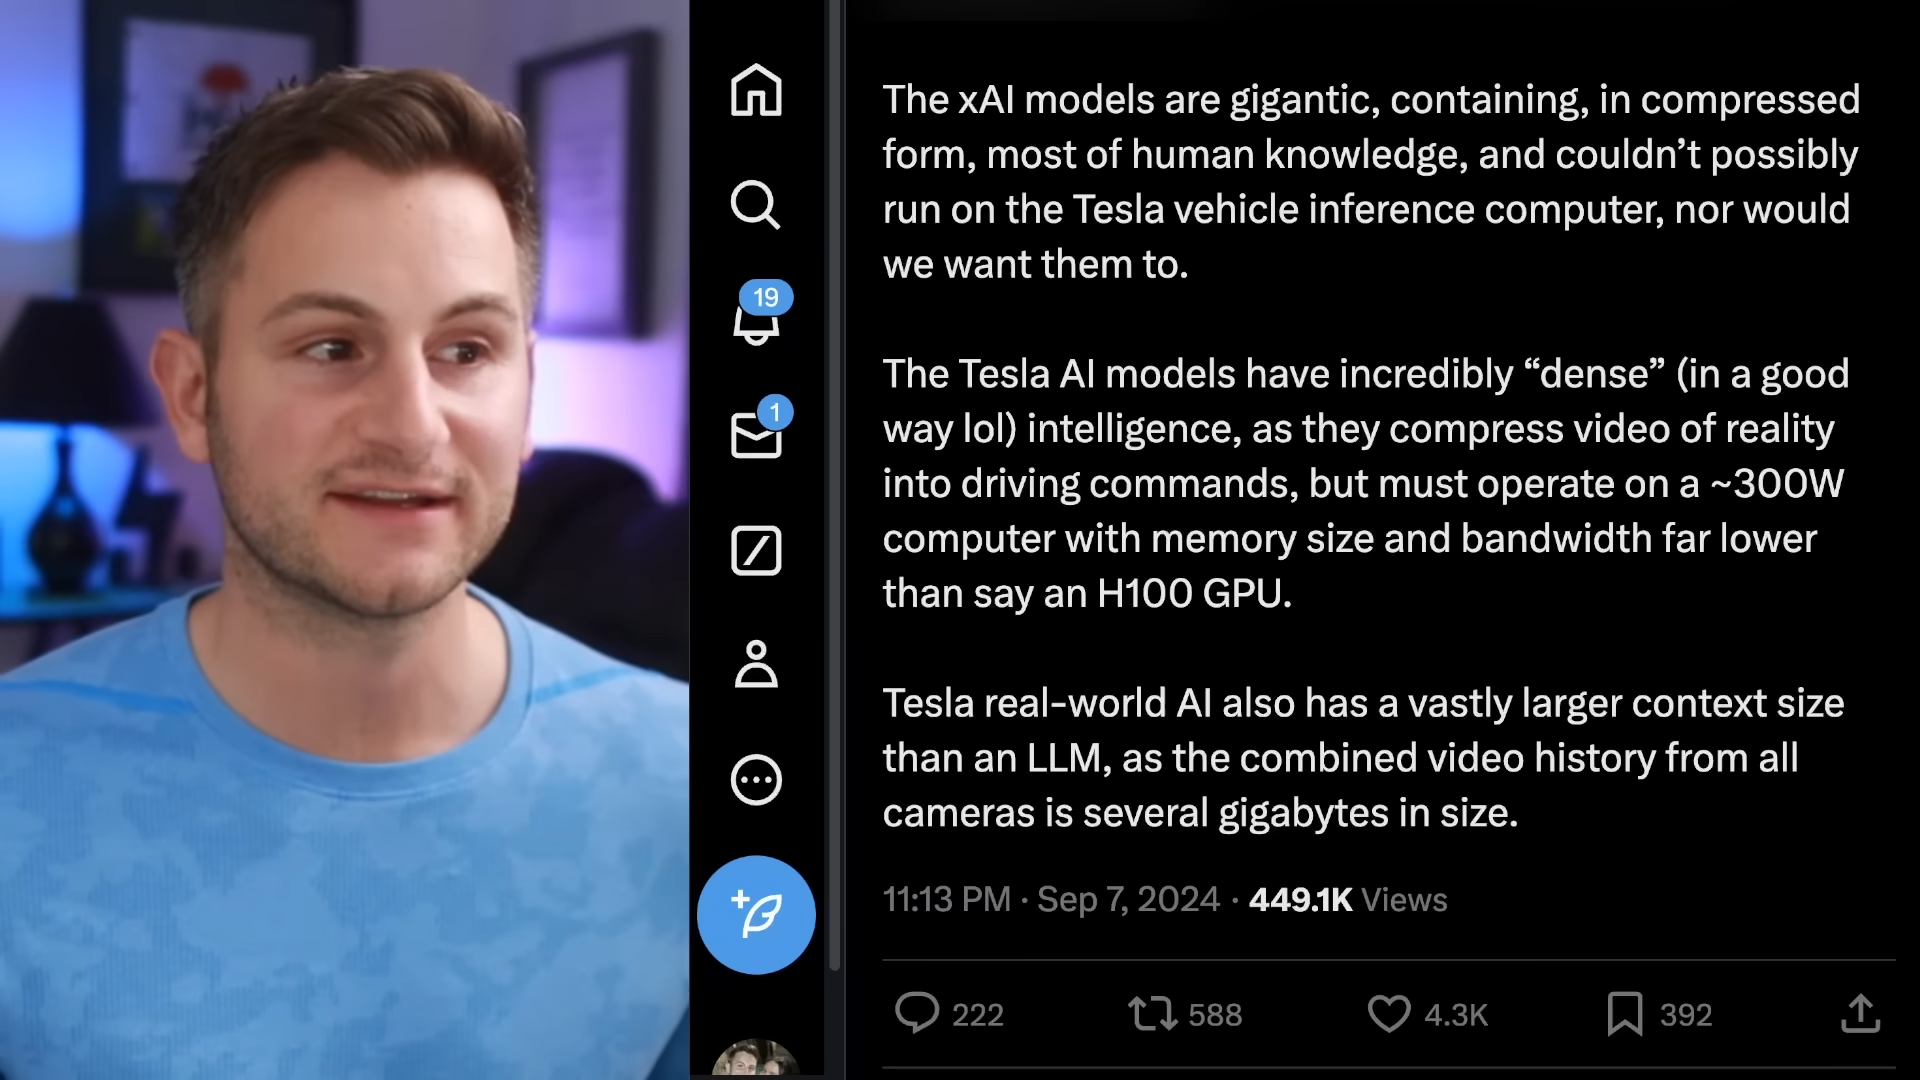 19
1
The xAI models are gigantic, containing, in compressed
form, most of human knowledge, and couldn’t possibly
run on the Tesla vehicle inference computer, nor would
we want them to.
The Tesla AI models have incredibly “dense” (in a good
way lol) intelligence, as they compress video of reality
into driving commands, but must operate on a ~300W
computer with memory size and bandwidth far lower
than say an H100 GPU.
Tesla real-world AI also has a vastly larger context size
than an LLM, as the combined video history from all
cameras is several gigabytes in size.
11:13 PM · Sep 7, 2024 · 449.1K Views
222 588 4.3K 392